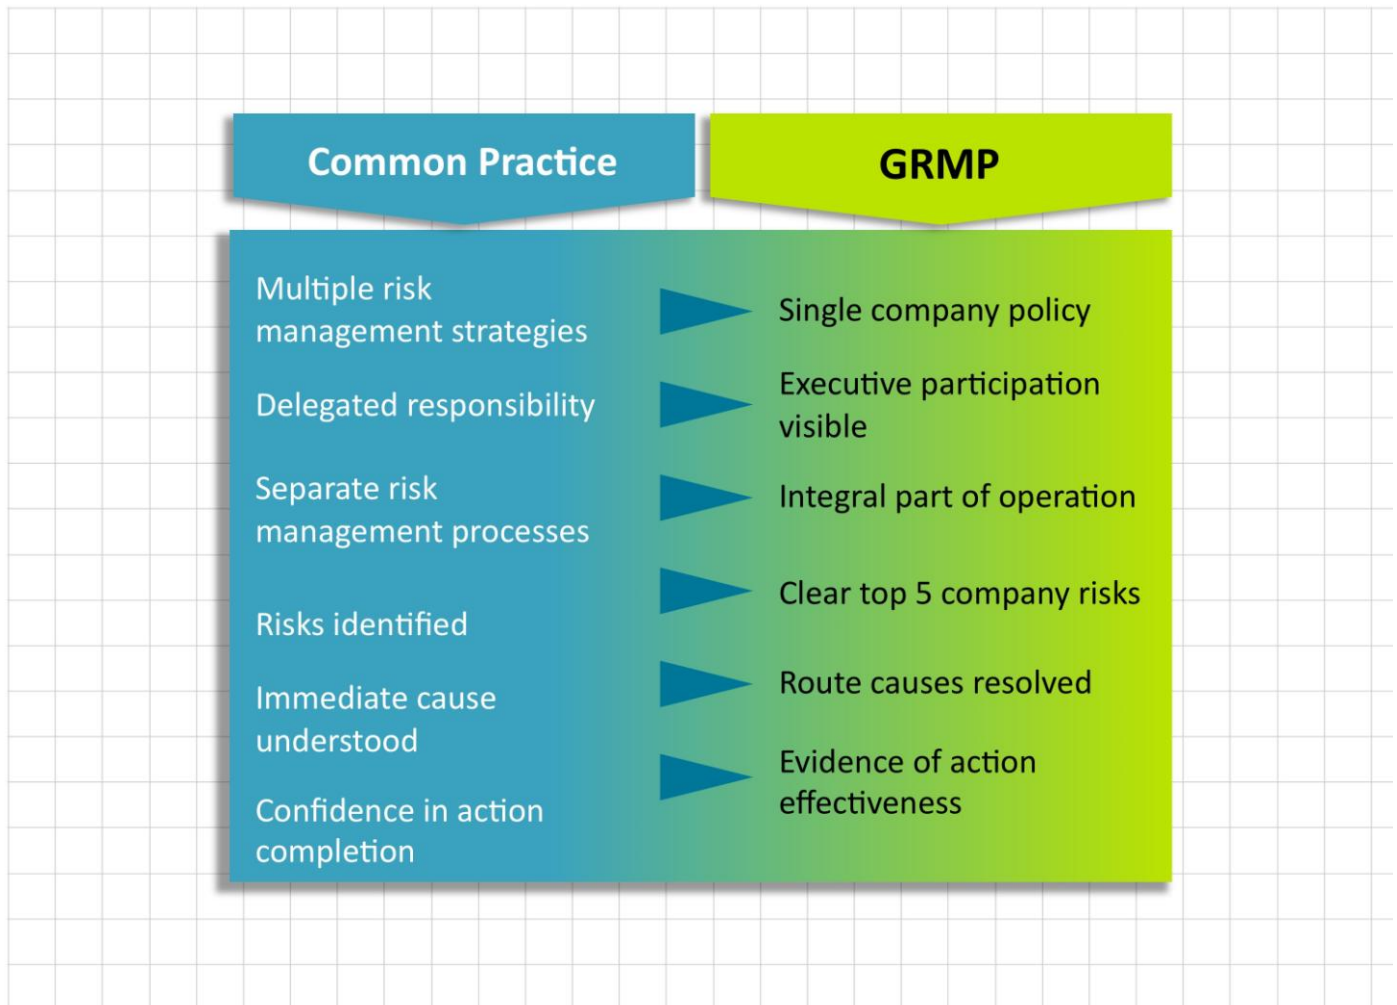 Common Practice
GRMP
Multiple risk
management strategies
Single company policy
Delegated responsibility
Executive participation
visible
Separate risk
management processes
Integral part of operation
Risks identified
Clear top 5 company risks
Immediate cause
understood
Route causes resolved
Confidence in action
completion
Evidence of action
effectiveness